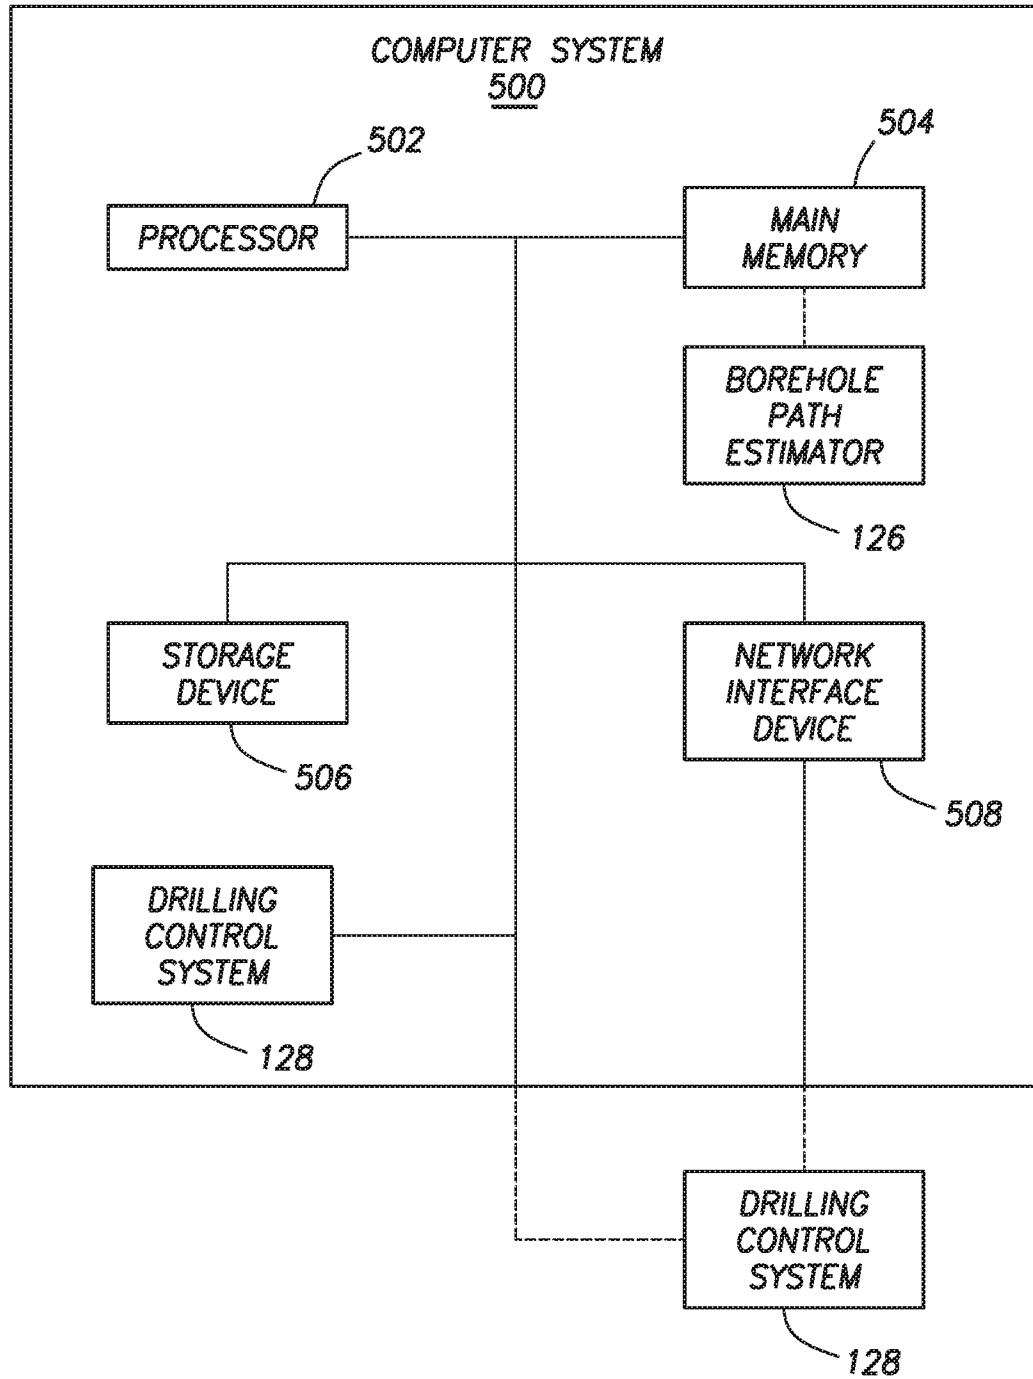 COMPUTER SYSTEM
500
502
504
PROCESSOR
MAIN
MEMORY
BOREHOLE
PATH
ESTIMATOR
126
STORAGE
DEVICE
506
NETWORK
INTERFACE
DEVICE
508
DRILLING
CONTROL
SYSTEM
128
DRILLING
CONTROL
SYSTEM
128